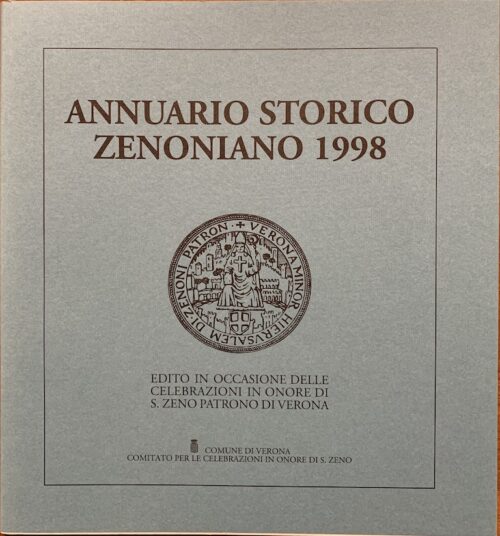 ANNUARIO STORICO
ZENONIANO 1998
VERONA MINOR HIERVSALEM DI·ZENONI PATRON·
EDITO IN OCCASIONE DELLE
CELEBRAZIONI IN ONORE DI
S. ZENO PATRONO DI VERONA
COMUNE DI VERONA
COMITATO PER LE CELEBRAZIONI IN ONORE DI S. ZENO